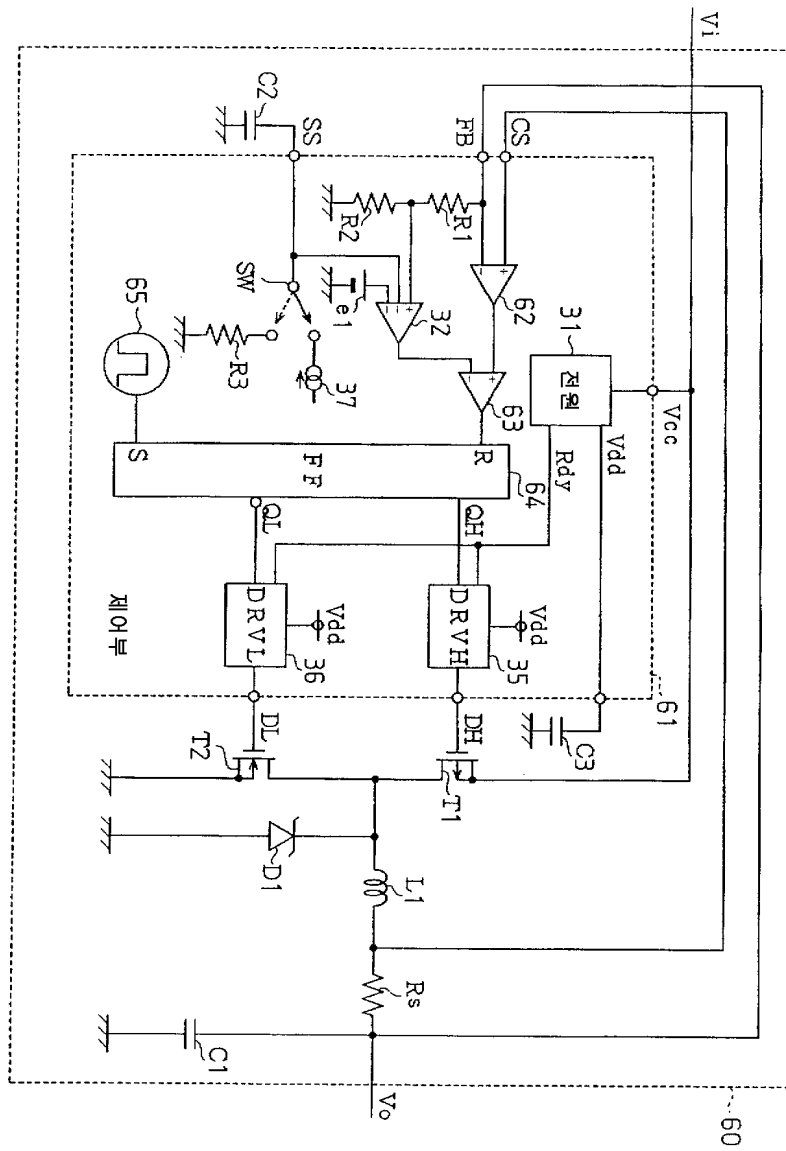 Vi
C2
SS
FB
CS
R2
R1
SW
e1
32
62
31
전원
Vcc
Vdd
Rdy
65
R3
37
63
S
FF
R
64
QL
QH
DRVL
DRVH
Vdd
Vdd
36
35
제어부
61
DL
DH
C3
T2
T1
D1
L1
Rs
C1
Vo
60